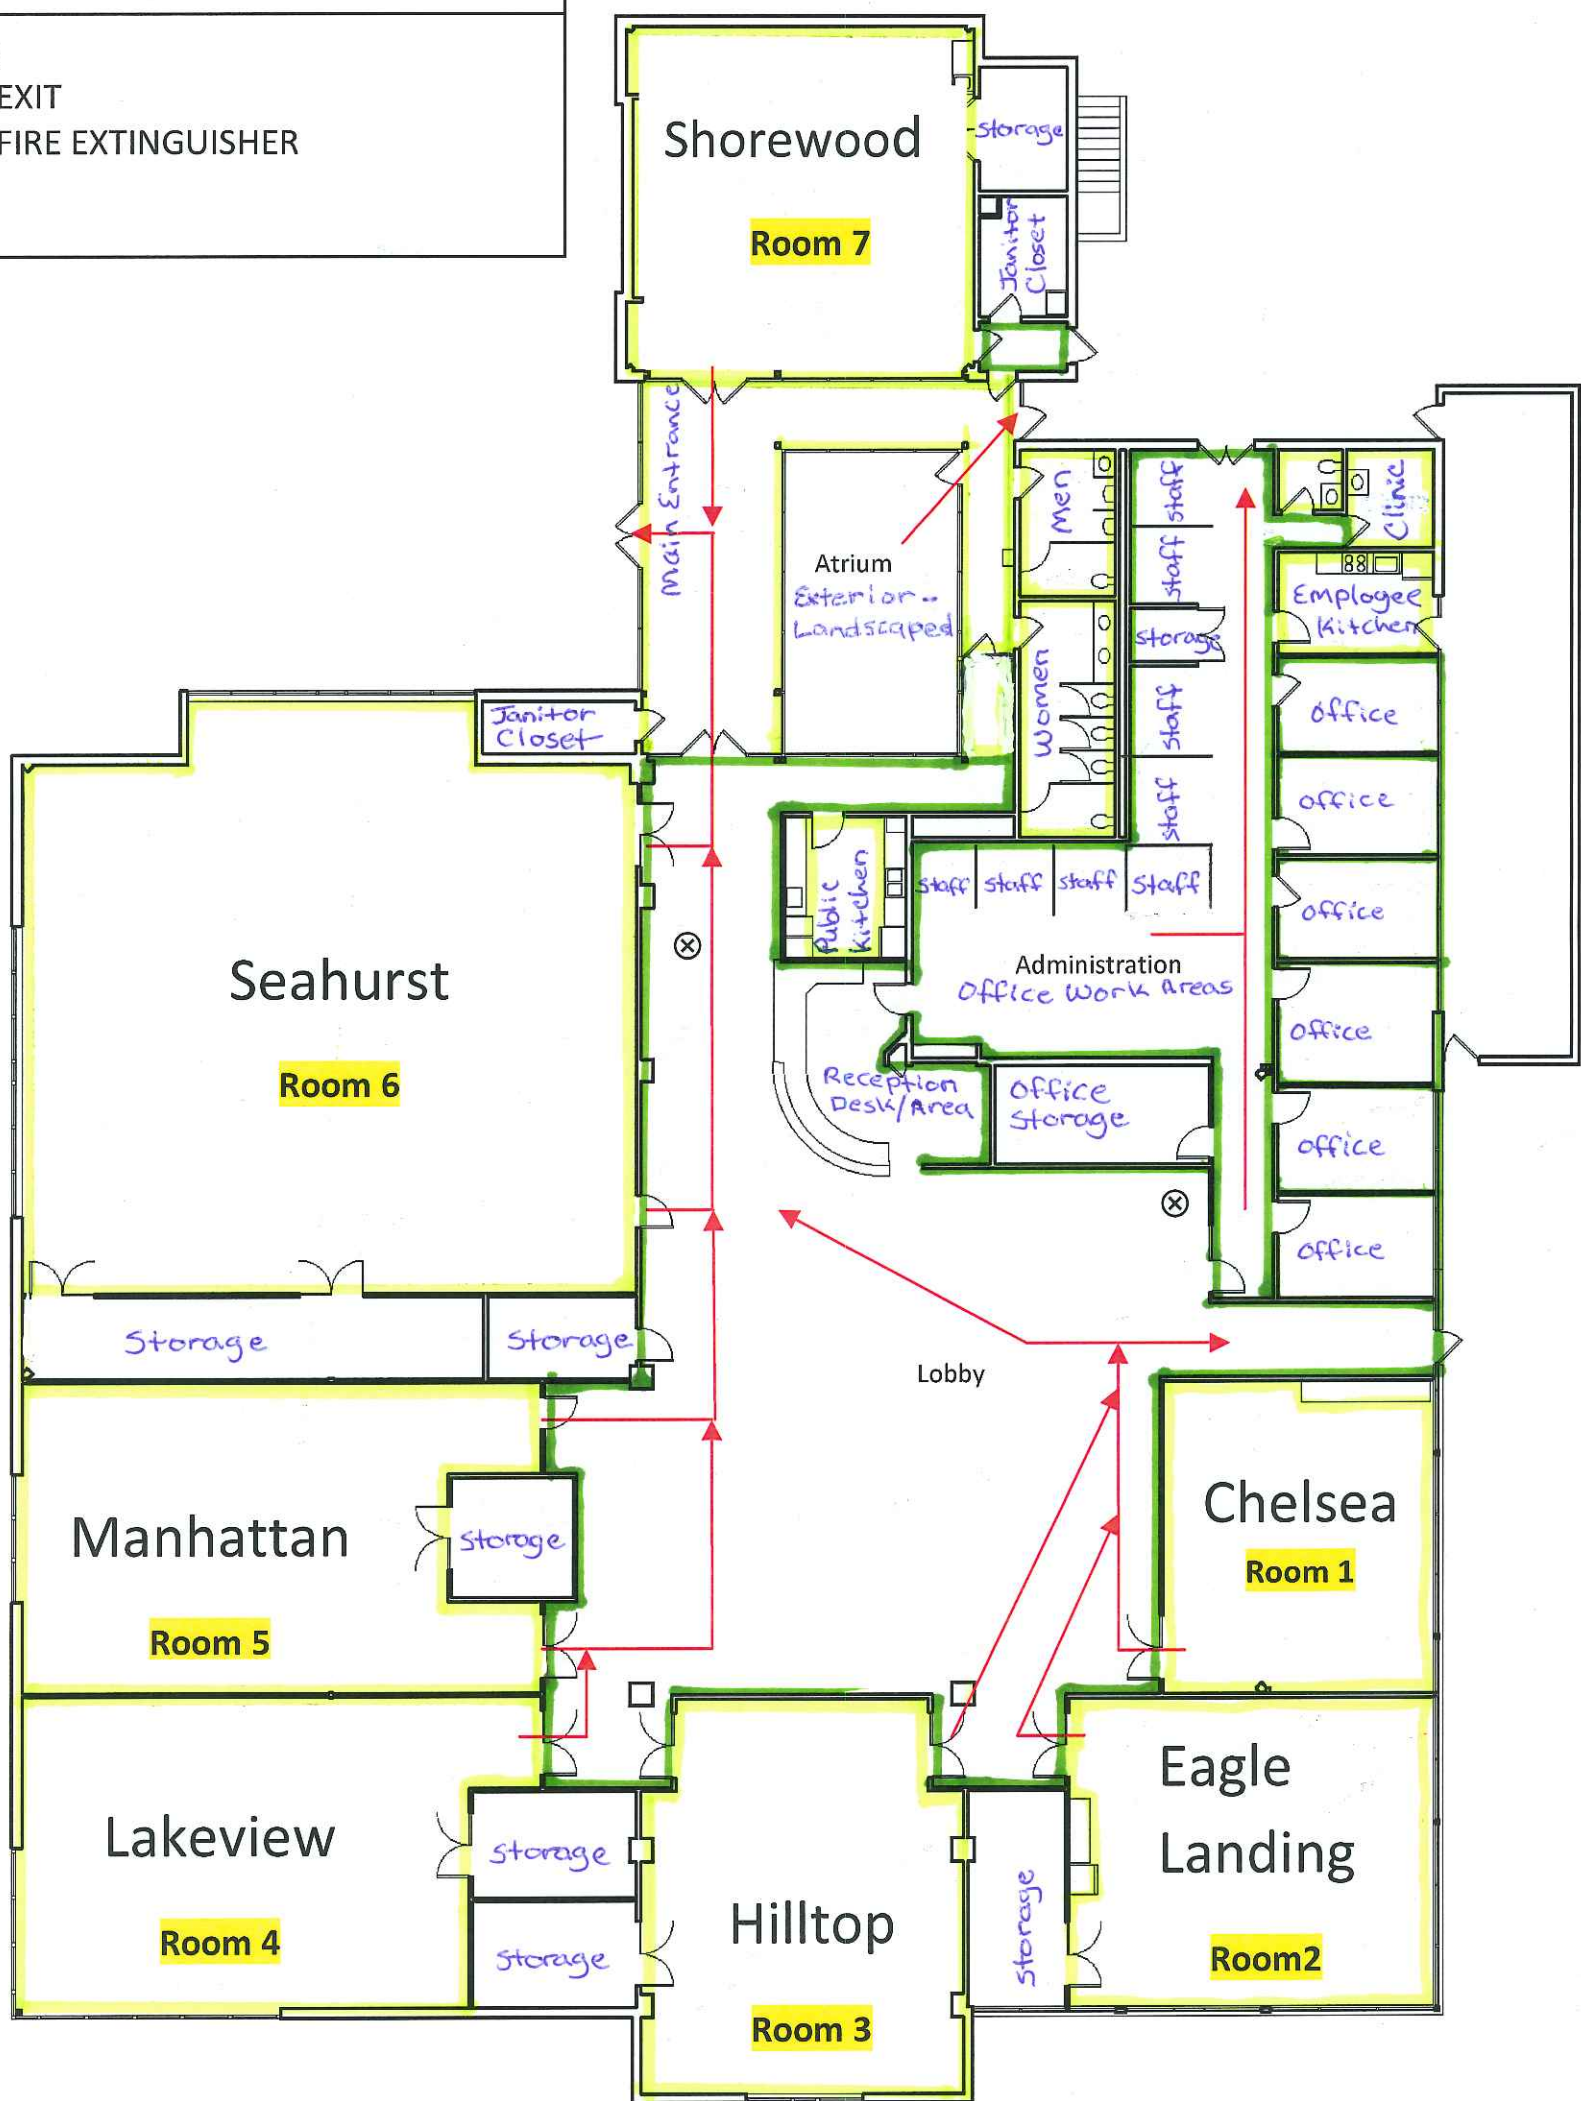 EXIT
FIRE EXTINGUISHER
Shorewood
Room 7
Storage
Janitor
Closet
Main Entrance
Men
Staff
Staff
Clinic
Atrium
Exterior --
Landscaped
Employee
Kitchen
Storage
Women
Staff
Staff
Office
Office
Janitor
Closet
Public
Kitchen
Staff
Staff
Staff
Staff
Office
Seahurst
Room 6
Administration
Office Work Areas
Office
Reception
Desk/Area
Office
Storage
Office
Office
Storage
Storage
Lobby
Manhattan
Storage
Room 5
Chelsea
Room 1
Lakeview
Room 4
Storage
Storage
Hilltop
Room 3
Storage
Eagle
Landing
Room2